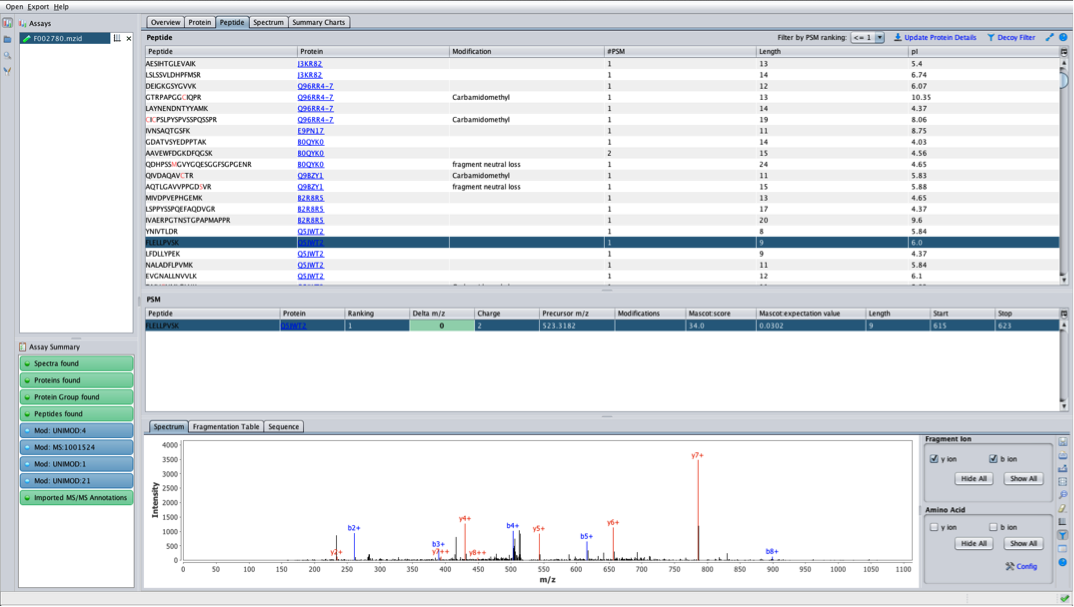 Open Export Help
Assays
F002780.mzid
Overview Protein Peptide Spectrum Summary Charts
Peptide
Filter by PSM ranking: <= 1 Update Protein Details Decoy Filter
Peptide Protein Modification #PSM Length pI
AESIHTGLEVAIK J3KR82 1 13 5.4
LSLSSVLDHPFMSR J3KR82 1 14 6.74
DEIGKGSYGVVK Q96RR4-7 1 12 6.07
GTRPAPGGCIQPR Q96RR4-7 Carbamidomethyl 1 13 10.35
LAYNENDNTYYAMK Q96RR4-7 1 14 4.37
CICPSLPYSPVSSPQSSPR Q96RR4-7 Carbamidomethyl 1 19 8.06
IVNSAQTGSFK E9PN17 1 11 8.75
GDATVSYEDPPTAK B0QYK0 1 14 4.03
AAVEWFDGKDFQGSK B0QYK0 2 15 4.56
QDHPSSMGVYGQESGGFSGPGENR B0QYK0 fragment neutral loss 1 24 4.65
QIVDAQAVCTR Q9BZY1 Carbamidomethyl 1 11 5.83
AQTLGAVVPPGDSVR Q9BZY1 fragment neutral loss 1 15 5.88
MIVDPVEPHGEMK B2R8R5 1 13 4.65
LSPPYSSPQEFAQDVGR B2R8R5 1 17 4.37
IVAERPGTNSTGPAPMAPPR B2R8R5 1 20 9.6
YNIVTLDR Q5JWT2 1 8 5.84
FLELLPVSK Q5JWT2 1 9 6.0
LFDLLYPEK Q5JWT2 1 9 4.37
NALADFLPVMK Q5JWT2 1 11 5.84
EVGNALLNVVLK Q5JWT2 1 12 6.1
PSM
Peptide Protein Ranking Delta m/z Charge Precursor m/z Modifications Mascot:score Mascot:expectation value Length Start Stop
FLELLPVSK Q5JWT2 1 0 2 523.3182 34.0 0.0302 9 615 623
Assay Summary
Spectra found
Proteins found
Protein Group found
Peptides found
Mod: UNIMOD:4
Mod: MS:1001524
Mod: UNIMOD:1
Mod: UNIMOD:21
Imported MS/MS Annotations
Spectrum Fragmentation Table Sequence
4000
3500
3000
2500
2000
1500
1000
500
0
Intensity
y2+
b2+
b3+
y7++
y4+
y8++
b4+
y5+
b5+
y6+
y7+
b8+
0 50 100 150 200 250 300 350 400 450 500 550 600 650 700 750 800 850 900 950 1000 1100
m/z
Fragment Ion
y ion b ion
Hide All Show All
Amino Acid
y ion b ion
Hide All Show All
Config